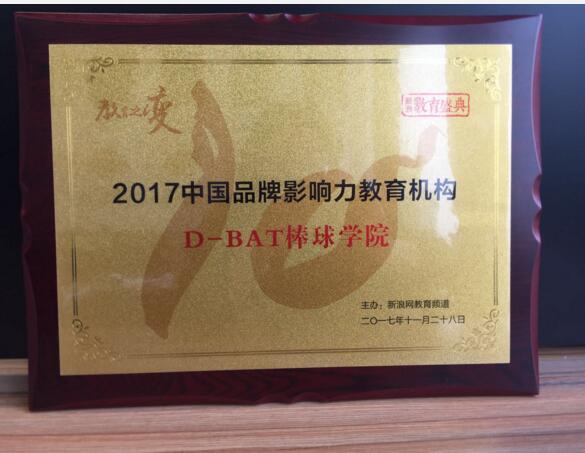 教育之变
新浪 教育盛典
2017中国品牌影响力教育机构
D-BAT棒球学院
主办：新浪网教育频道
二〇一七年十一月二十八日